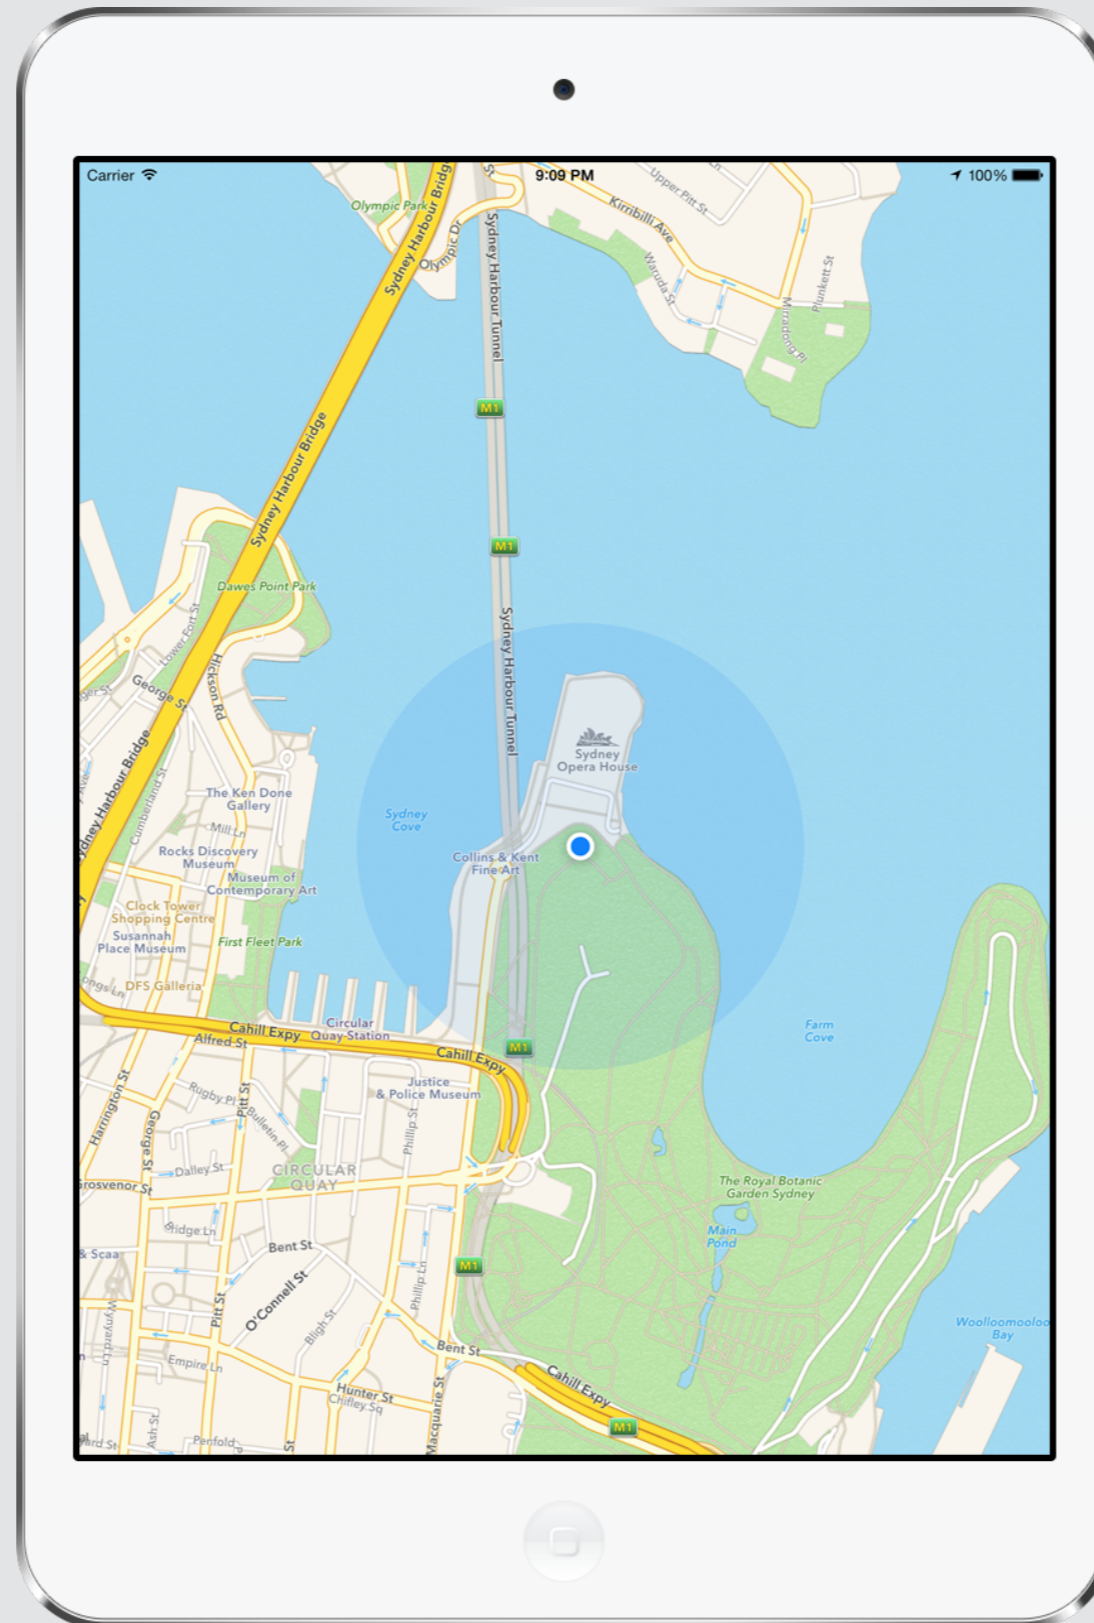 Carrier
9:09 PM
100%
St
Ln
Olympic Park
Sydney Harbour Bridge
Olympic Dr
Sydney Harbour Tunnel
Upper Pitt St
Kirribilli Ave
Waruda St
Plunkett St
Mirradong Pl
M1
Sydney Harbour Bridge
M1
Dawes Point Park
Lower Fort St
Hickson Rd
George St
Sydney Harbour Tunnel
Sydney
Opera House
Sydney Harbour Bridge
Cumberland St
The Ken Done
Gallery
Mill Ln
Sydney
Cove
Rocks Discovery
Museum
Collins & Kent
Fine Art
Museum of
Contemporary Art
Clock Tower
Shopping Centre
Susannah
Place Museum
First Fleet Park
DFS Galleria
Circular
Quay Station
Cahill Expy
Alfred St
Cahill Expy
M1
Farm
Cove
Justice
& Police Museum
Harrington St
George St
Rugby Pl
Pitt St
Bulletin Pl
Phillip St
Dalley St
CIRCULAR
QUAY
Grosvenor St
The Royal Botanic
Garden Sydney
Main
Pond
Bridge Ln
& Scaa
Bent St
M1
O'Connell St
Pitt St
Phillip Ln
Bligh St
Wynyard Ln
Woolloomooloo
Bay
Bent St
Empire Ln
Cahill Expy
Hunter St
Chifley Sq
Macquarie St
M1
Ash St
Penfold
St